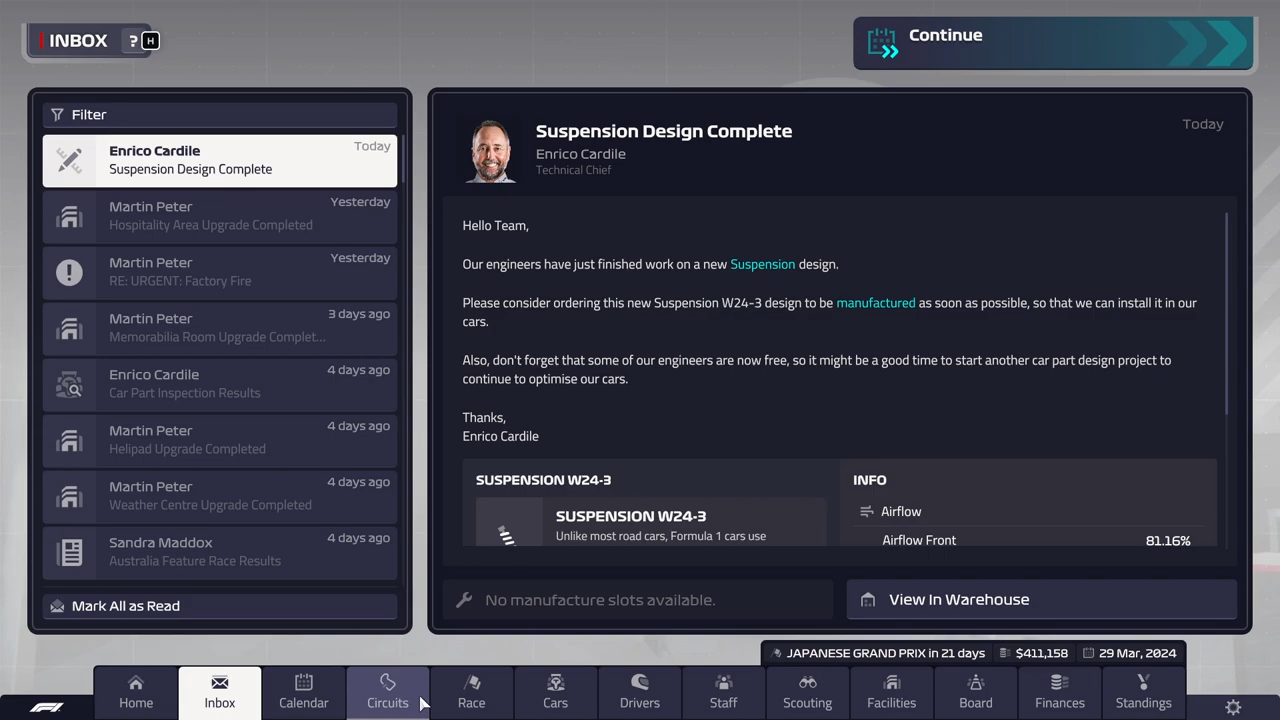 INBOX
? H
Continue
Filter
Enrico Cardile
Today
Suspension Design Complete
Martin Peter
Yesterday
Hospitality Area Upgrade Completed
Martin Peter
Yesterday
RE: URGENT: Factory Fire
Martin Peter
3 days ago
Memorabilia Room Upgrade Complet...
Enrico Cardile
4 days ago
Car Part Inspection Results
Martin Peter
4 days ago
Helipad Upgrade Completed
Martin Peter
4 days ago
Weather Centre Upgrade Completed
Sandra Maddox
4 days ago
Australia Feature Race Results
Mark All as Read
Suspension Design Complete
Today
Enrico Cardile
Technical Chief
Hello Team,
Our engineers have just finished work on a new Suspension design.
Please consider ordering this new Suspension W24-3 design to be manufactured as soon as possible, so that we can install it in our
cars.
Also, don't forget that some of our engineers are now free, so it might be a good time to start another car part design project to
continue to optimise our cars.
Thanks,
Enrico Cardile
SUSPENSION W24-3
SUSPENSION W24-3
Unlike most road cars, Formula 1 cars use
INFO
Airflow
Airflow Front 81.16%
No manufacture slots available.
View In Warehouse
JAPANESE GRAND PRIX in 21 days
$411,158
29 Mar, 2024
F1
Home
Inbox
Calendar
Circuits
Race
Cars
Drivers
Staff
Scouting
Facilities
Board
Finances
Standings